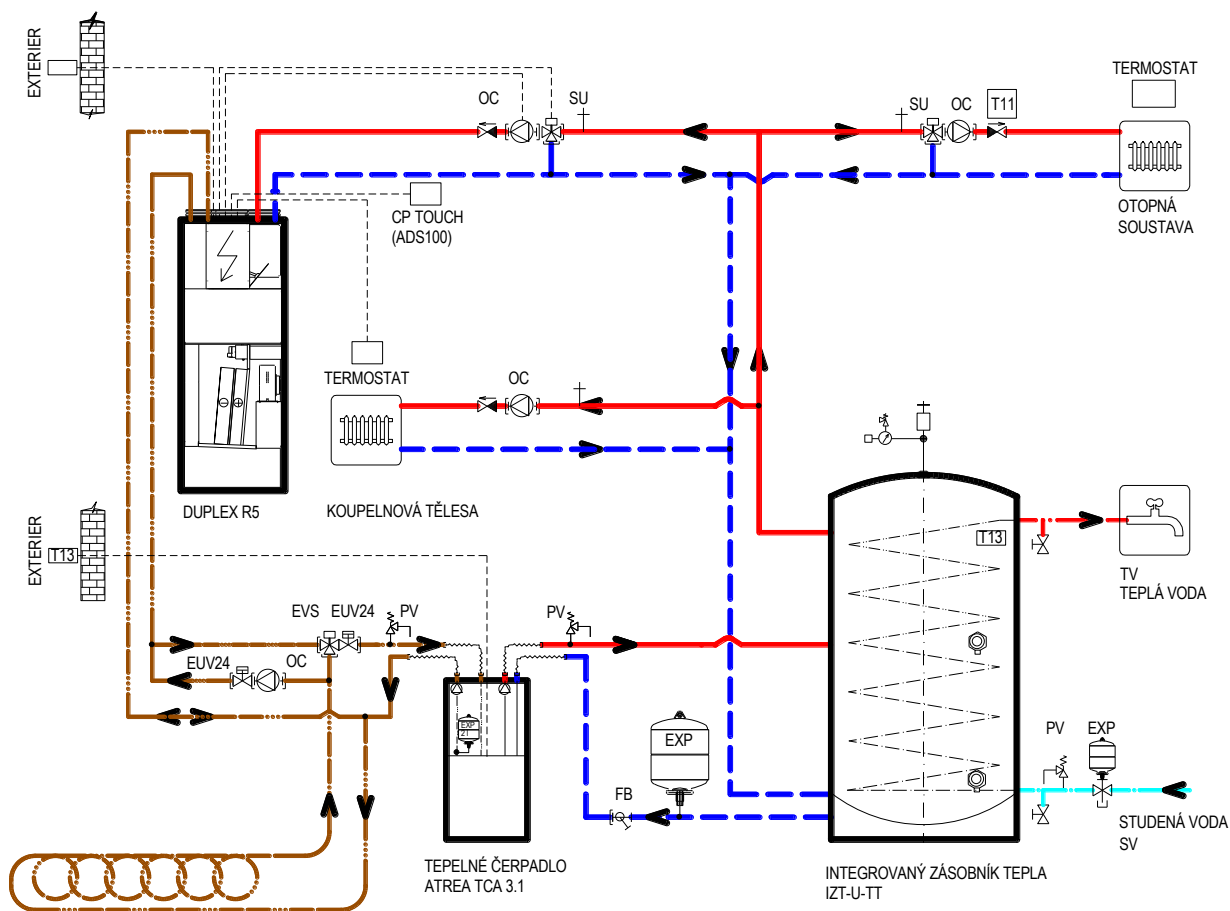 EXTERIER
OC
SU
SU
OC
T11
TERMOSTAT
CP TOUCH
(ADS100)
OTOPNÁ
SOUSTAVA
TERMOSTAT
OC
DUPLEX R5
KOUPELNOVÁ TĚLESA
EXTERIER
T13
T13
TV
TEPLÁ VODA
EVS
EUV24
PV
PV
EUV24
OC
EXP
21
EXP
PV
EXP
FB
STUDENÁ VODA
SV
TEPELNÉ ČERPADLO
ATREA TCA 3.1
INTEGROVANÝ ZÁSOBNÍK TEPLA
IZT-U-TT